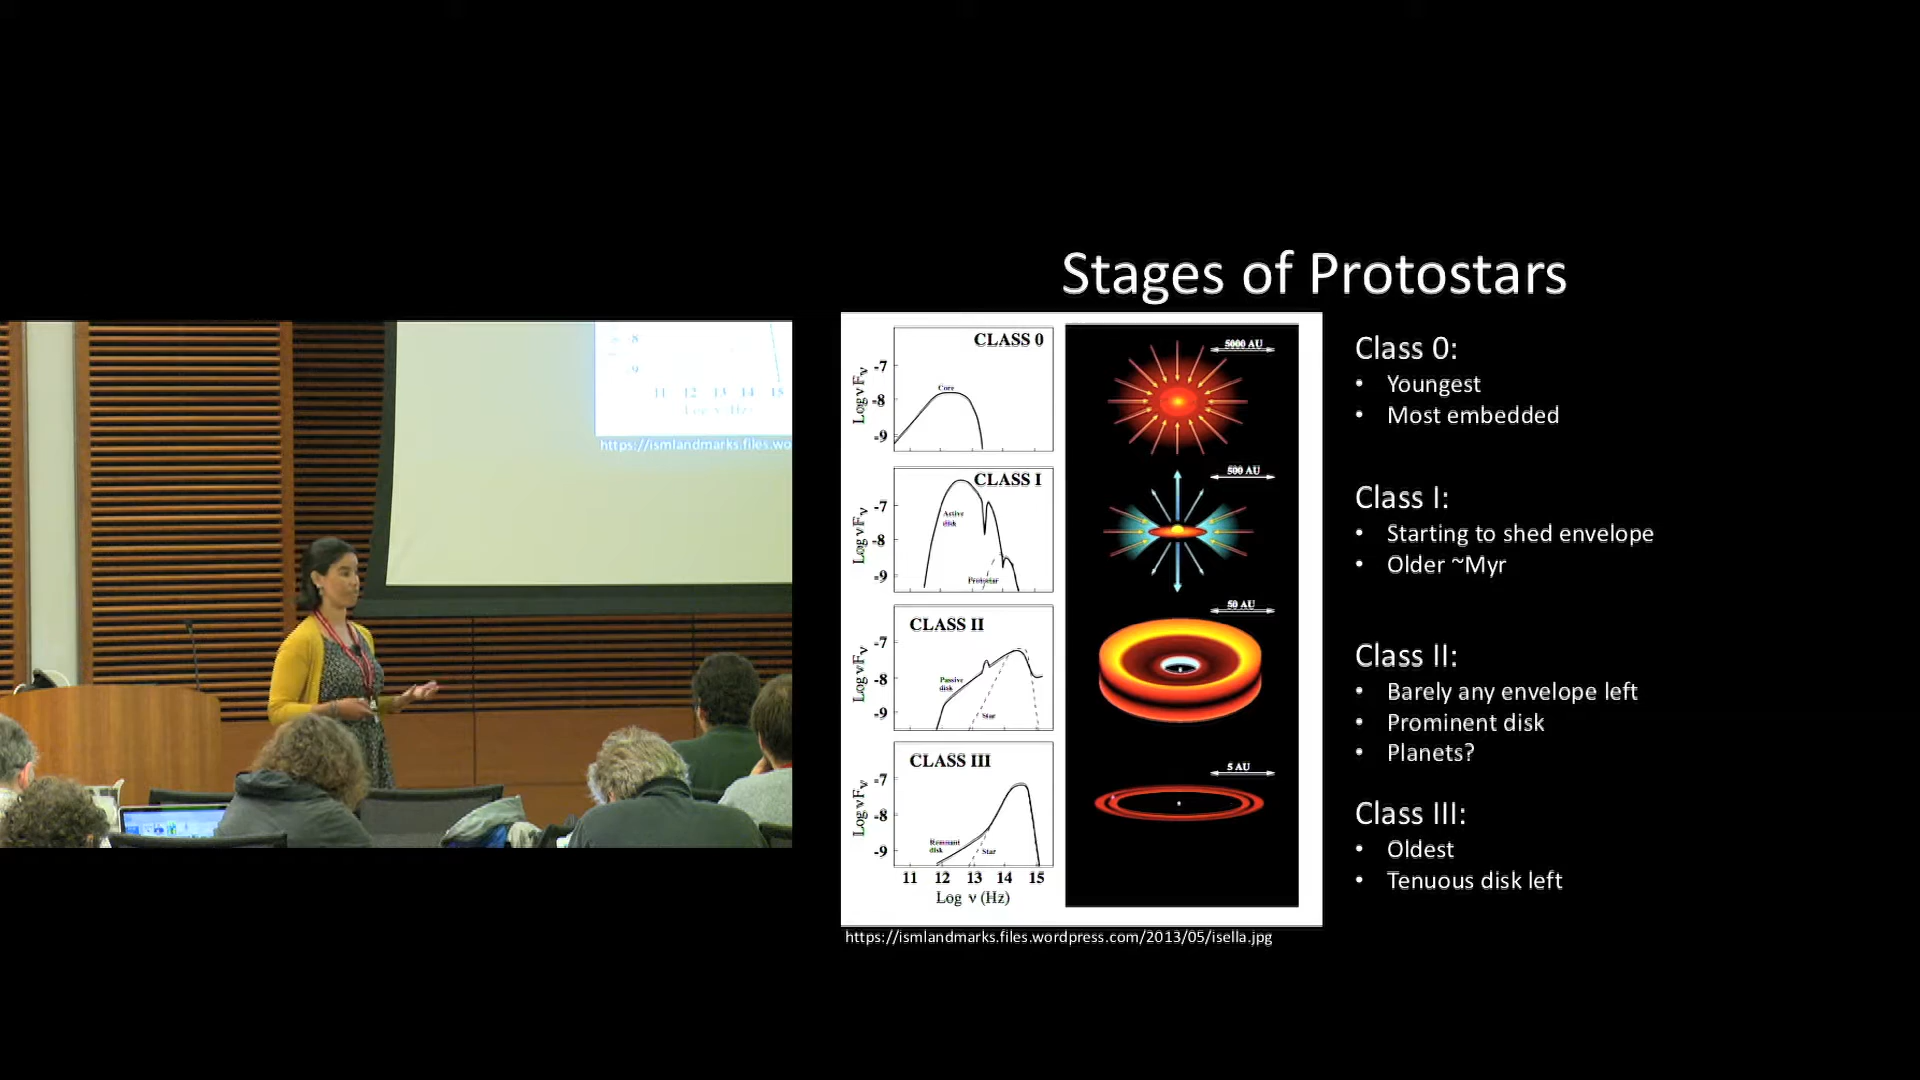 Stages of Protostars
-8
9
11 12 13 14 15
Log ν (Hz)
https://ismlandmarks.files.wo
CLASS 0
-7
-8
-9
Log νFν
Core
5000 AU
CLASS I
-7
-8
-9
Log νFν
Active
disk
Protostar
500 AU
CLASS II
-7
-8
-9
Log νFν
Passive
disk
Star
50 AU
CLASS III
-7
-8
-9
Log νFν
Remnant
disk
Star
5 AU
11 12 13 14 15
Log ν (Hz)
https://ismlandmarks.files.wordpress.com/2013/05/isella.jpg
Class 0:
• Youngest
• Most embedded
Class I:
• Starting to shed envelope
• Older ~Myr
Class II:
• Barely any envelope left
• Prominent disk
• Planets?
Class III:
• Oldest
• Tenuous disk left